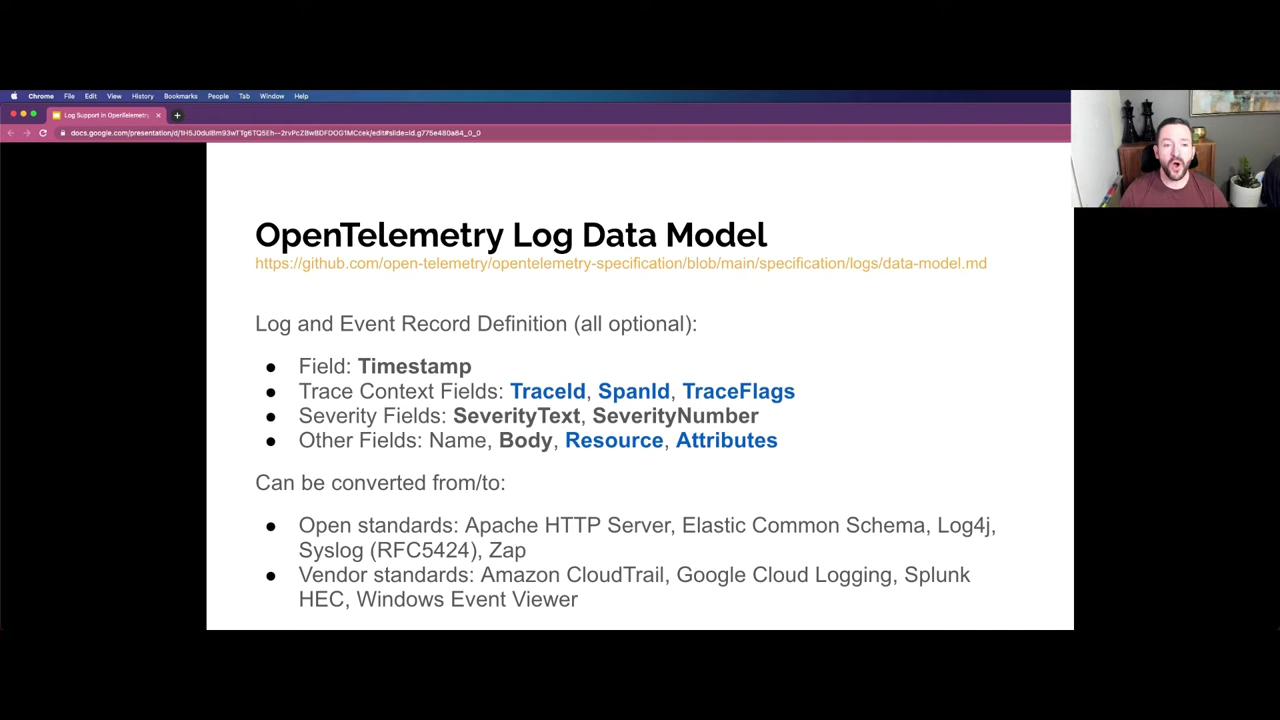 Chrome File Edit View History Bookmarks People Tab Window Help
Log Support in OpenTelemetry
OpenTelemetry Log Data Model
https://github.com/open-telemetry/opentelemetry-specification/blob/main/specification/logs/data-model.md
Log and Event Record Definition (all optional):
● Field: Timestamp
● Trace Context Fields: TraceId, SpanId, TraceFlags
● Severity Fields: SeverityText, SeverityNumber
● Other Fields: Name, Body, Resource, Attributes
Can be converted from/to:
● Open standards: Apache HTTP Server, Elastic Common Schema, Log4j,
Syslog (RFC5424), Zap
● Vendor standards: Amazon CloudTrail, Google Cloud Logging, Splunk
HEC, Windows Event Viewer